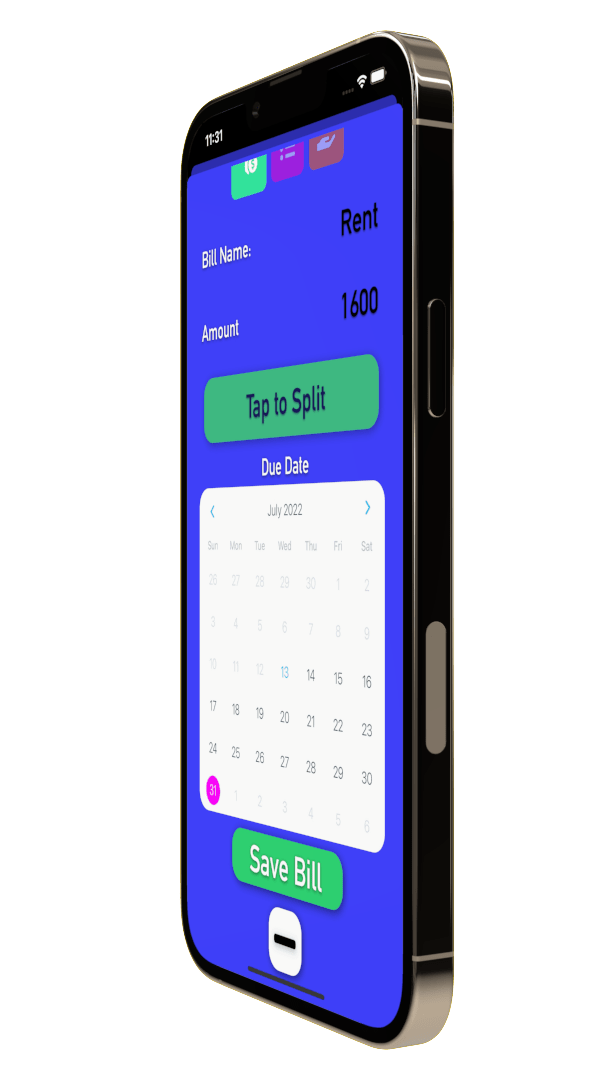 11:31
Rent
Bill Name:
1600
Amount
Tap to Split
Due Date
July 2022
Sun Mon Tue Wed Thu Fri Sat
26 27 28 29 30 1 2
3 4 5 6 7 8 9
10 11 12 13 14 15 16
17 18 19 20 21 22 23
24 25 26 27 28 29 30
31 1 2 3 4 5 6
Save Bill